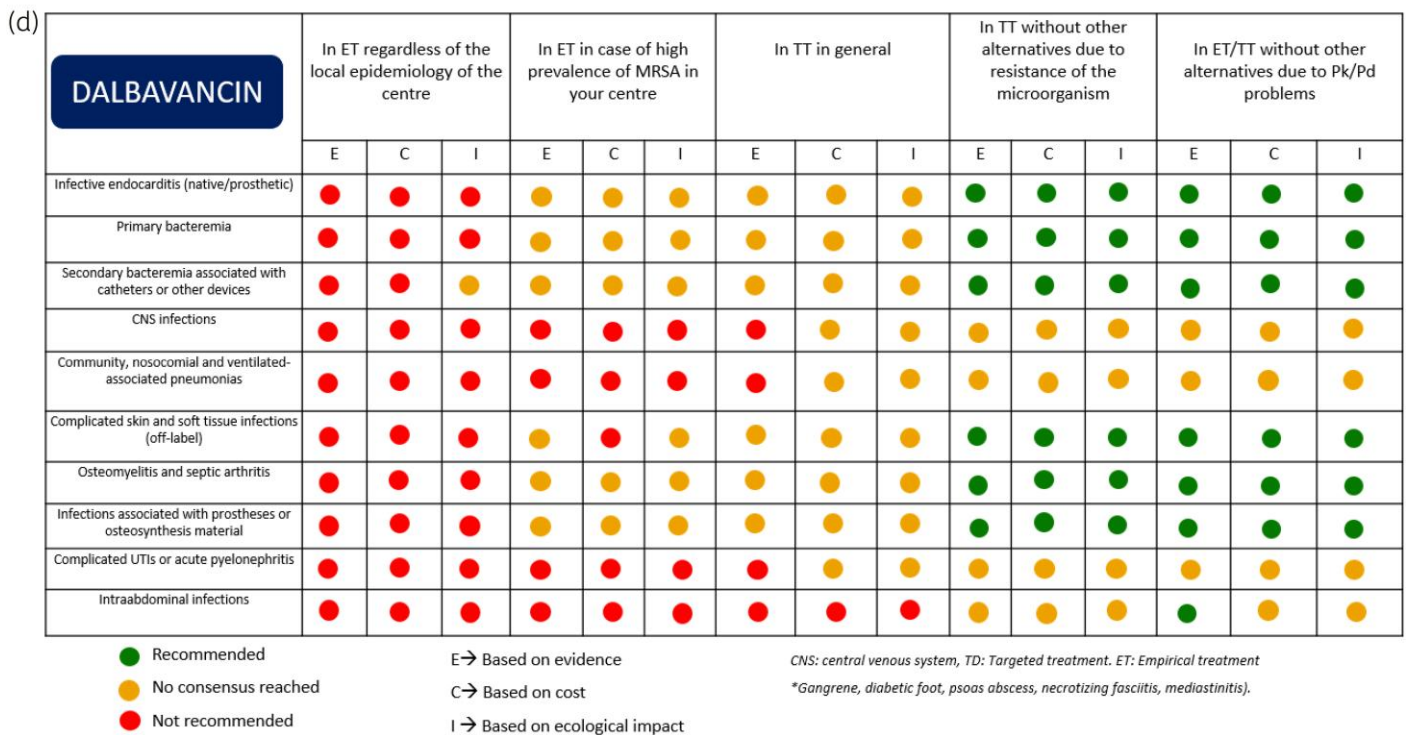 (d)
DALBAVANCIN
In ET regardless of the
local epidemiology of the
centre
In ET in case of high
prevalence of MRSA in
your centre
In TT in general
In TT without other
alternatives due to
resistance of the
microorganism
In ET/TT without other
alternatives due to Pk/Pd
problems
E C I E C I E C I E C I E C I
Infective endocarditis (native/prosthetic)
Primary bacteremia
Secondary bacteremia associated with
catheters or other devices
CNS infections
Community, nosocomial and ventilated-
associated pneumonias
Complicated skin and soft tissue infections
(off-label)
Osteomyelitis and septic arthritis
Infections associated with prostheses or
osteosynthesis material
Complicated UTIs or acute pyelonephritis
Intraabdominal infections
Recommended
No consensus reached
Not recommended
E→ Based on evidence
C→ Based on cost
I → Based on ecological impact
CNS: central venous system, TD: Targeted treatment. ET: Empirical treatment
*Gangrene, diabetic foot, psoas abscess, necrotizing fasciitis, mediastinitis).